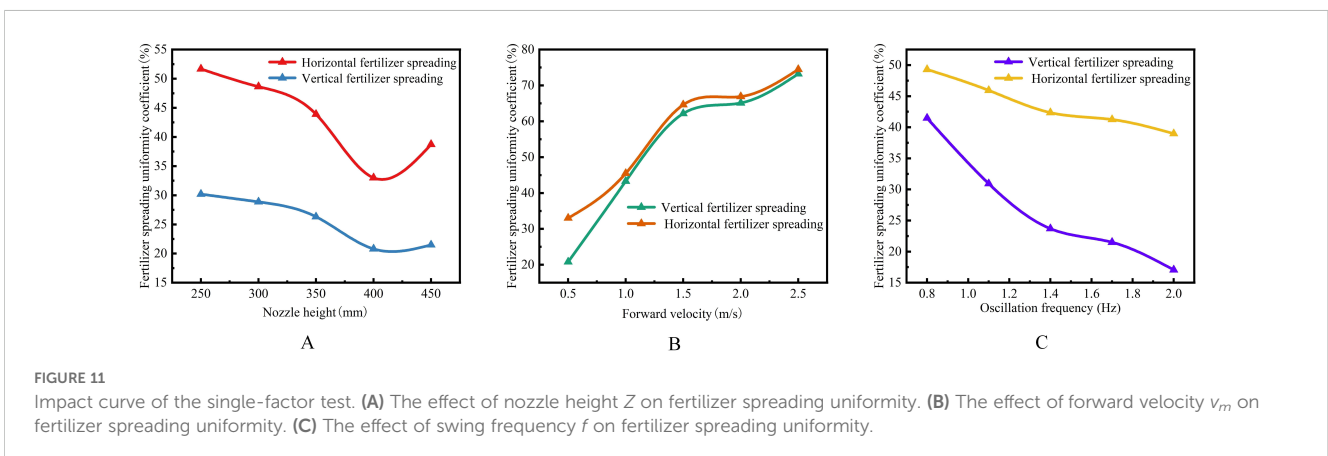 Fertilizer spreading uniformity coefficient (%)
55
50
45
40
35
30
25
20
15
Horizontal fertilizer spreading
Vertical fertilizer spreading
250 300 350 400 450
Nozzle height (mm)
A
Fertilizer spreading uniformity coefficient (%)
80
70
60
50
40
30
20
Vertical fertilizer spreading
Horizontal fertilizer spreading
0.5 1.0 1.5 2.0 2.5
Forward velocity (m/s)
B
Fertilizer spreading uniformity coefficient (%)
50
45
40
35
30
25
20
15
Vertical fertilizer spreading
Horizontal fertilizer spreading
0.8 1.0 1.2 1.4 1.6 1.8 2.0
Oscillation frequency (Hz)
C
FIGURE 11
Impact curve of the single-factor test. (A) The effect of nozzle height Z on fertilizer spreading uniformity. (B) The effect of forward velocity vm on
fertilizer spreading uniformity. (C) The effect of swing frequency f on fertilizer spreading uniformity.